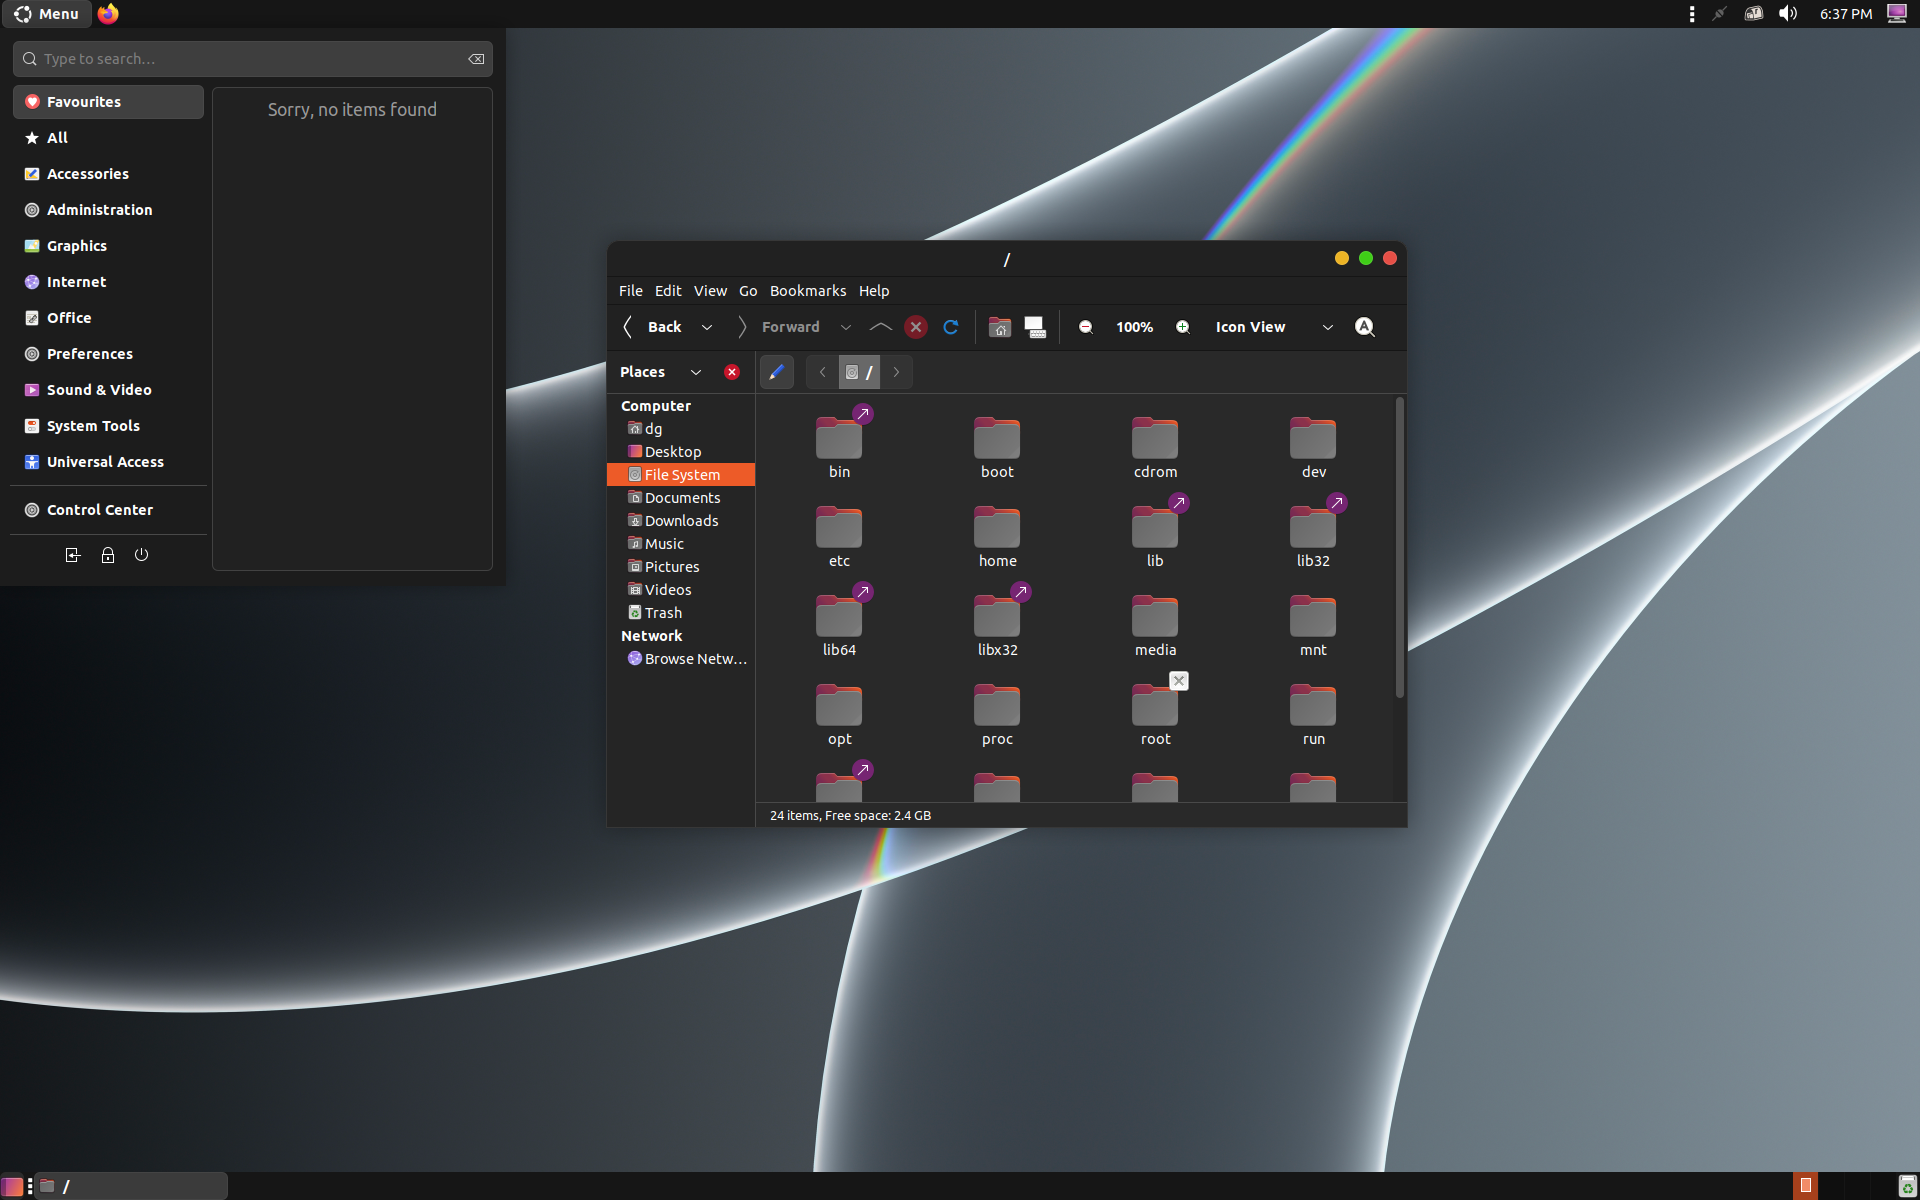 Menu
6:37 PM
Type to search...
Favourites
All
Accessories
Administration
Graphics
Internet
Office
Preferences
Sound & Video
System Tools
Universal Access
Control Center
Sorry, no items found
/
File Edit View Go Bookmarks Help
Back Forward 100% Icon View
Places
/
Computer
dg
Desktop
File System
Documents
Downloads
Music
Pictures
Videos
Trash
Network
Browse Netw...
bin boot cdrom dev
etc home lib lib32
lib64 libx32 media mnt
opt proc root run
24 items, Free space: 2.4 GB
/